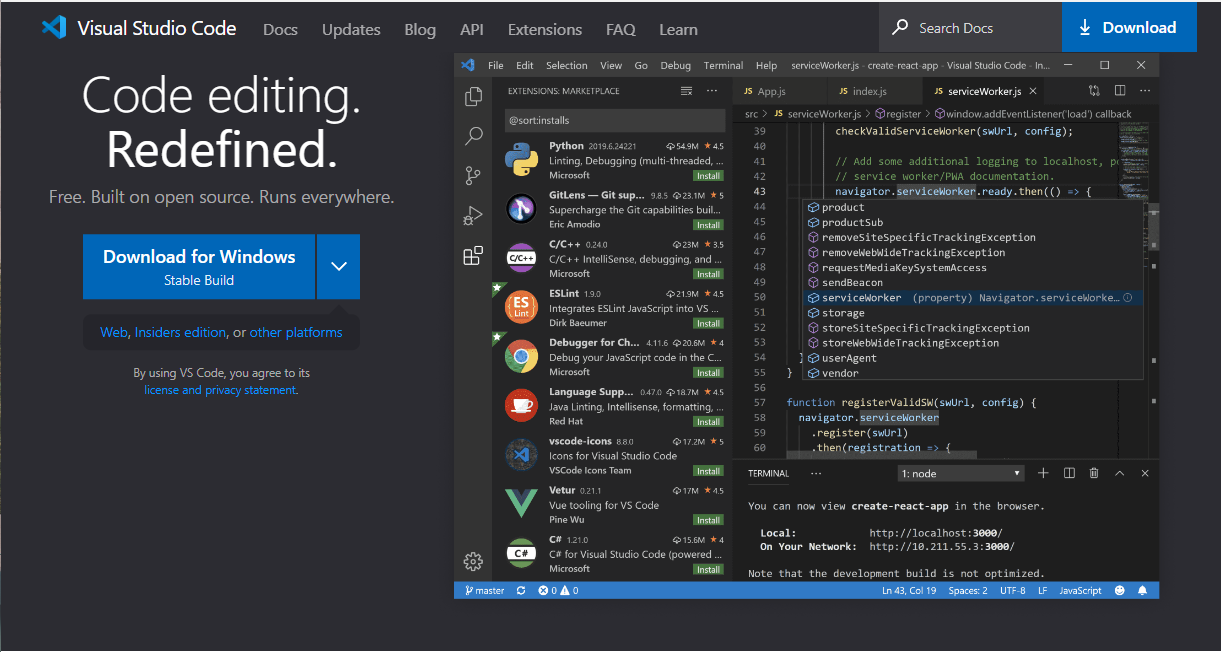 Visual Studio Code Docs Updates Blog API Extensions FAQ Learn Search Docs Download
Code editing.
Redefined.
Free. Built on open source. Runs everywhere.
Download for Windows
Stable Build
Web, Insiders edition, or other platforms
By using VS Code, you agree to its
license and privacy statement.
File Edit Selection View Go Debug Terminal Help serviceWorker.js - create-react-app - Visual Studio Code - In...
EXTENSIONS: MARKETPLACE ...
@sort:installs
Python 2019.6.24221 54.9M ★ 4.5
Linting, Debugging (multi-threaded, ...
Microsoft Install
GitLens — Git sup... 9.8.5 23.1M ★ 5
Supercharge the Git capabilities buil...
Eric Amodio Install
C/C++ 0.24.0 23M ★ 3.5
C/C++ IntelliSense, debugging, and ...
Microsoft Install
C/C++
ESLint 1.9.0 21.9M ★ 4.5
Integrates ESLint JavaScript into VS ...
Dirk Baeumer Install
ES
Lint
Debugger for Ch... 4.11.6 20.6M ★ 4
Debug your JavaScript code in the C...
Microsoft Install
Language Supp... 0.47.0 18.7M ★ 4.5
Java Linting, Intellisense, formatting, ...
Red Hat Install
vscode-icons 8.8.0 17.2M ★ 5
Icons for Visual Studio Code
VSCode Icons Team Install
Vetur 0.21.1 17M ★ 4.5
Vue tooling for VS Code
Pine Wu Install
C# 1.21.0 15.6M ★ 4
C# for Visual Studio Code (powered ...
Microsoft Install
C#
JS App.js JS index.js JS serviceWorker.js ...
src > JS serviceWorker.js > register > window.addEventListener('load') callback
39 checkValidServiceWorker(swUrl, config);
40
41 // Add some additional logging to localhost, po
42 // service worker/PWA documentation.
43 navigator.serviceWorker.ready.then(() => {
44 product
45 productSub
46 removeSiteSpecificTrackingException
47 removeWebWideTrackingException
48 requestMediaKeySystemAccess
49 sendBeacon
50 serviceWorker (property) Navigator.serviceWorke...
51 storage
52 storeSiteSpecificTrackingException
53 storeWebWideTrackingException
54 } userAgent
55 } vendor
56
57 function registerValidSW(swUrl, config) {
58 navigator.serviceWorker
59 .register(swUrl)
60 .then(registration => {
TERMINAL ... 1: node
You can now view create-react-app in the browser.
Local: http://localhost:3000/
On Your Network: http://10.211.55.3:3000/
Note that the development build is not optimized.
master 0 0 Ln 43, Col 19 Spaces: 2 UTF-8 LF JavaScript